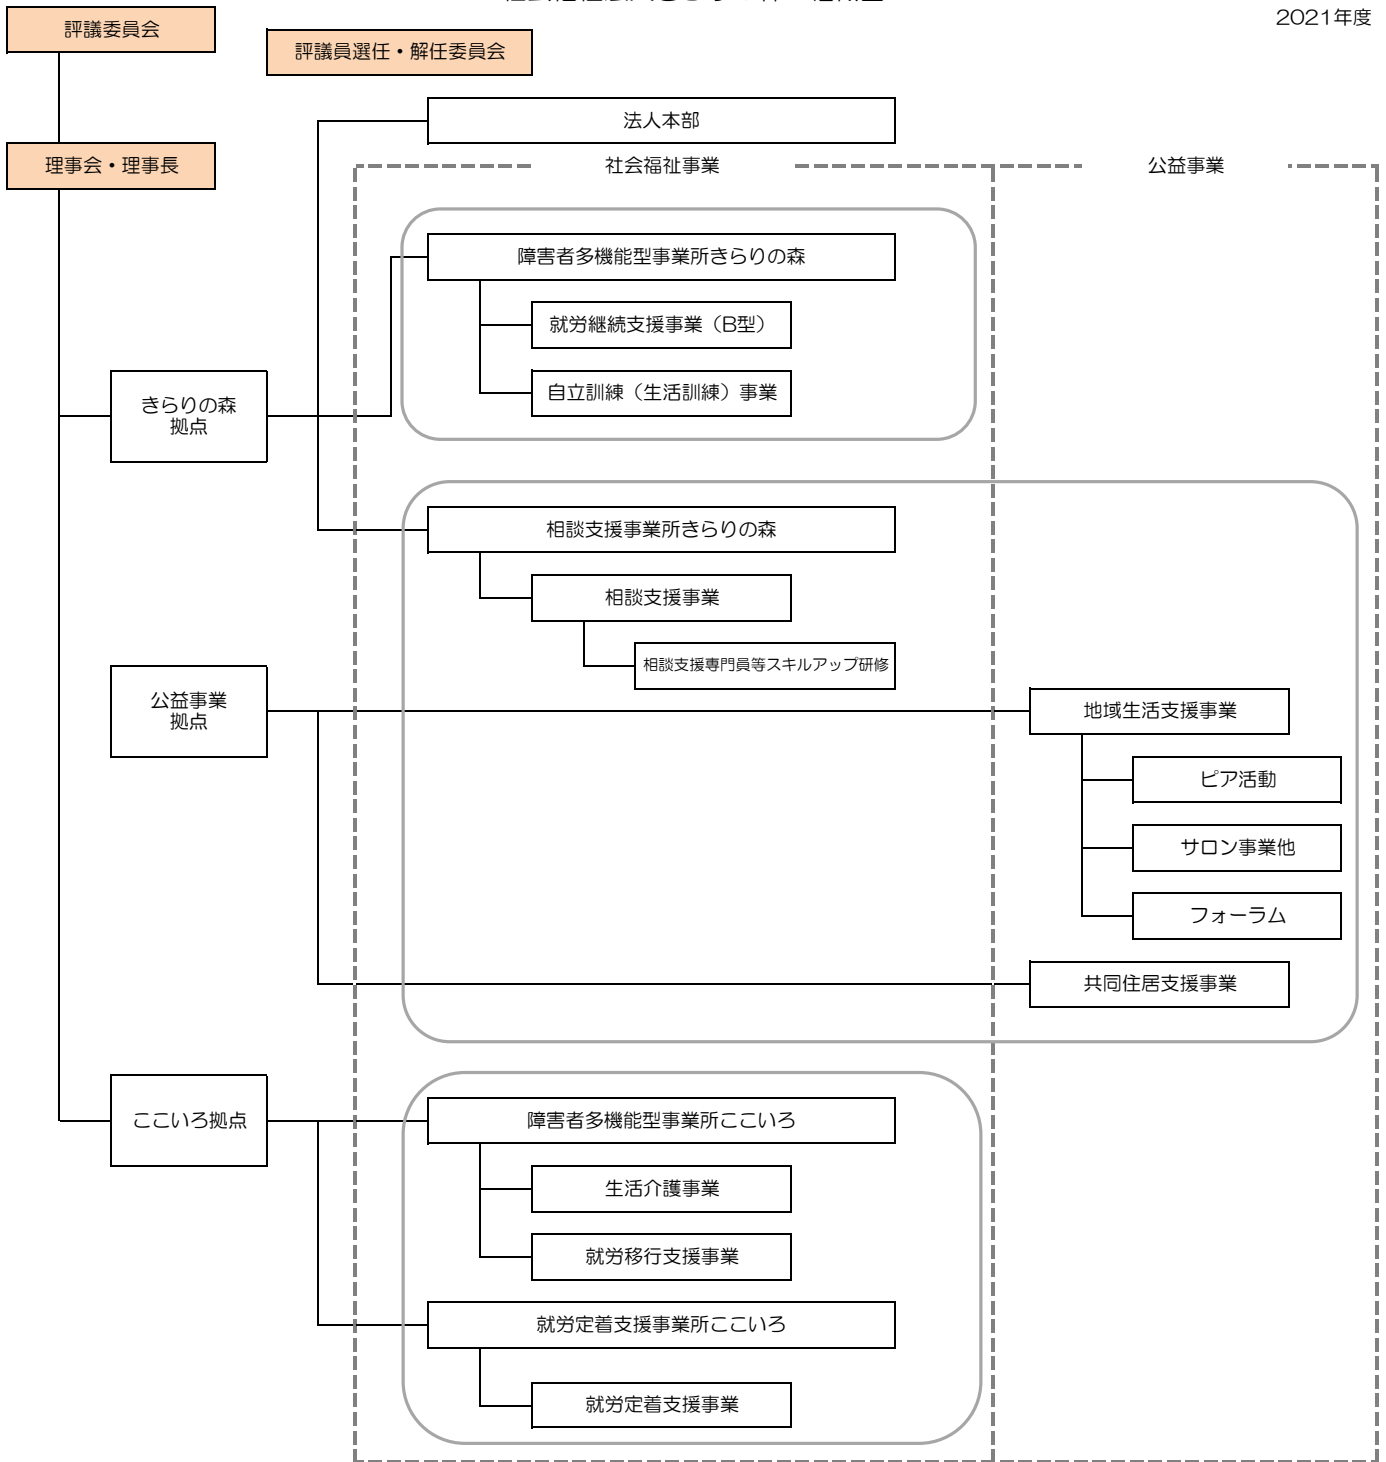 2021年度
評議委員会
評議員選任・解任委員会
法人本部
理事会・理事長
社会福祉事業
公益事業
障害者多機能型事業所きらりの森
就労継続支援事業（B型）
自立訓練（生活訓練）事業
きらりの森
拠点
相談支援事業所きらりの森
相談支援事業
相談支援専門員等スキルアップ研修
公益事業
拠点
地域生活支援事業
ピア活動
サロン事業他
フォーラム
共同住居支援事業
ここいろ拠点
障害者多機能型事業所ここいろ
生活介護事業
就労移行支援事業
就労定着支援事業所ここいろ
就労定着支援事業